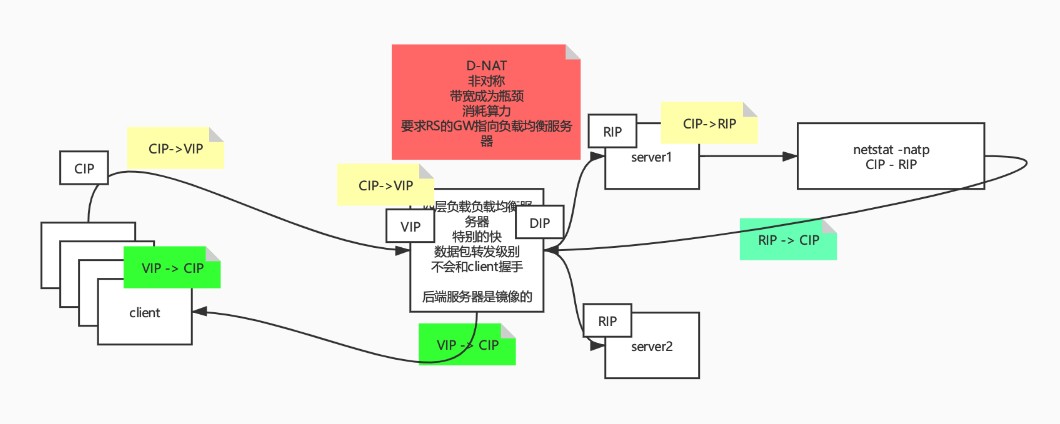 D-NAT
非对称
带宽成为瓶颈
消耗算力
要求RS的GW指向负载均衡服务
器
CIP->VIP
CIP
CIP->VIP
VIP
四层负载负载均衡服
务器
特别的快
数据包转发级别
不会和client握手
后端服务器是镜像的
DIP
RIP
CIP->RIP
server1
netstat -natp
CIP - RIP
RIP -> CIP
VIP -> CIP
client
VIP -> CIP
RIP
server2